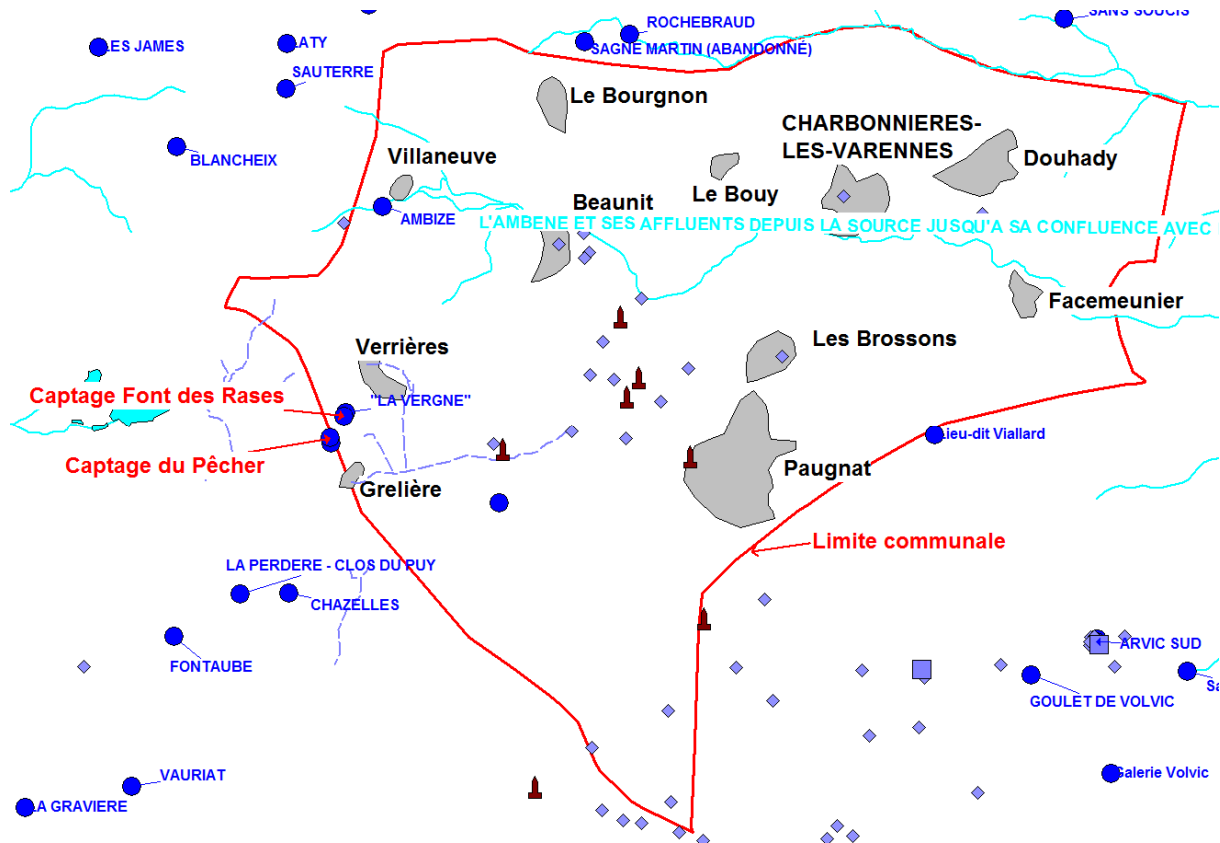 SANS SOUCIS
ROCHEBRAUD
LATY
LES JAMES
SAGNE MARTIN (ABANDONNÉ)
SAUTERRE
Le Bourgnon
CHARBONNIERES-
LES-VARENNES
Villaneuve
BLANCHEIX
Douhady
Le Bouy
Beaunit
AMBIZE
L'AMBENE ET SES AFFLUENTS DEPUIS LA SOURCE JUSQU'A SA CONFLUENCE AVEC
Facemeunier
Les Brossons
Verrières
Captage Font des Rases
"LA VERGNE"
Lieu-dit Viallard
Captage du Pêcher
Paugnat
Grelière
Limite communale
LA PERDERE - CLOS DU PUY
CHAZELLES
ARVIC SUD
FONTAUBE
Sa
GOULET DE VOLVIC
VAURIAT
Galerie Volvic
LA GRAVIERE